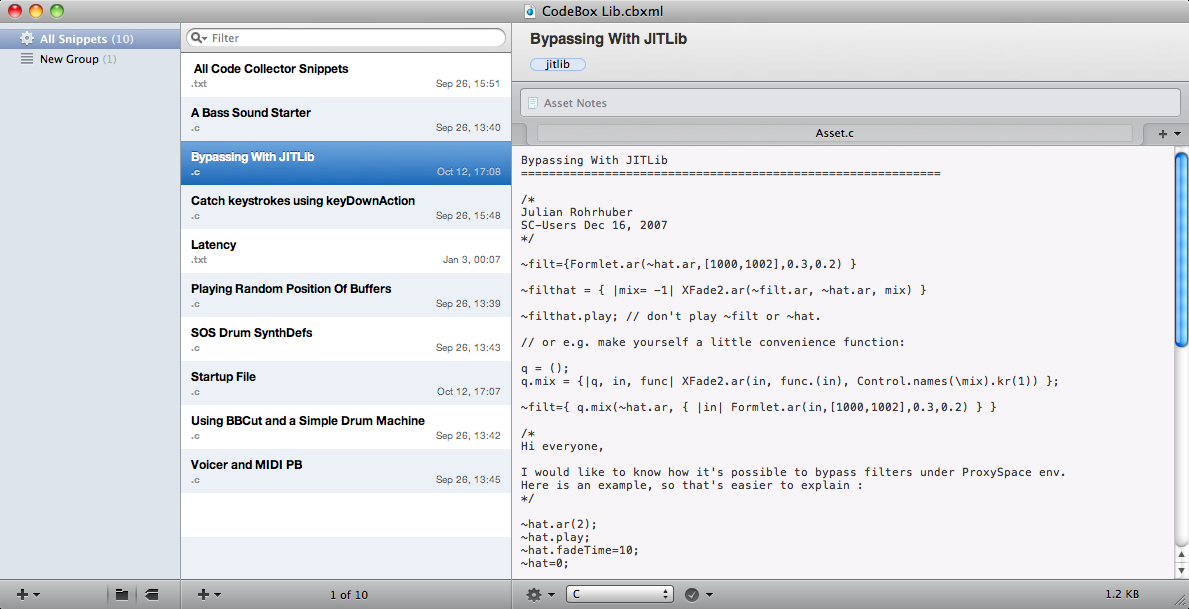 CodeBox Lib.cbxml
All Snippets (10)
New Group (1)
Filter
All Code Collector Snippets
.txt Sep 26, 15:51
A Bass Sound Starter
.c Sep 26, 13:40
Bypassing With JITLib
.c Oct 12, 17:08
Catch keystrokes using keyDownAction
.c Sep 26, 15:48
Latency
.txt Jan 3, 00:07
Playing Random Position Of Buffers
.c Sep 26, 13:39
SOS Drum SynthDefs
.c Sep 26, 13:43
Startup File
.c Oct 12, 17:07
Using BBCut and a Simple Drum Machine
.c Sep 26, 13:42
Voicer and MIDI PB
.c Sep 26, 13:45
1 of 10
Bypassing With JITLib
jitlib
Asset Notes
Asset.c
Bypassing With JITLib
============================================================
/*
Julian Rohrhuber
SC-Users Dec 16, 2007
*/
~filt={Formlet.ar(~hat.ar,[1000,1002],0.3,0.2) }
~filthat = { |mix= -1| XFade2.ar(~filt.ar, ~hat.ar, mix) }
~filthat.play; // don't play ~filt or ~hat.
// or e.g. make yourself a little convenience function:
q = ();
q.mix = {|q, in, func| XFade2.ar(in, func.(in), Control.names(\mix).kr(1)) };
~filt={ q.mix(~hat.ar, { |in| Formlet.ar(in,[1000,1002],0.3,0.2) } }
/*
Hi everyone,
I would like to know how it's possible to bypass filters under ProxySpace env.
Here is an example, so that's easier to explain :
*/
~hat.ar(2);
~hat.play;
~hat.fadeTime=10;
~hat=0;
C
1.2 KB